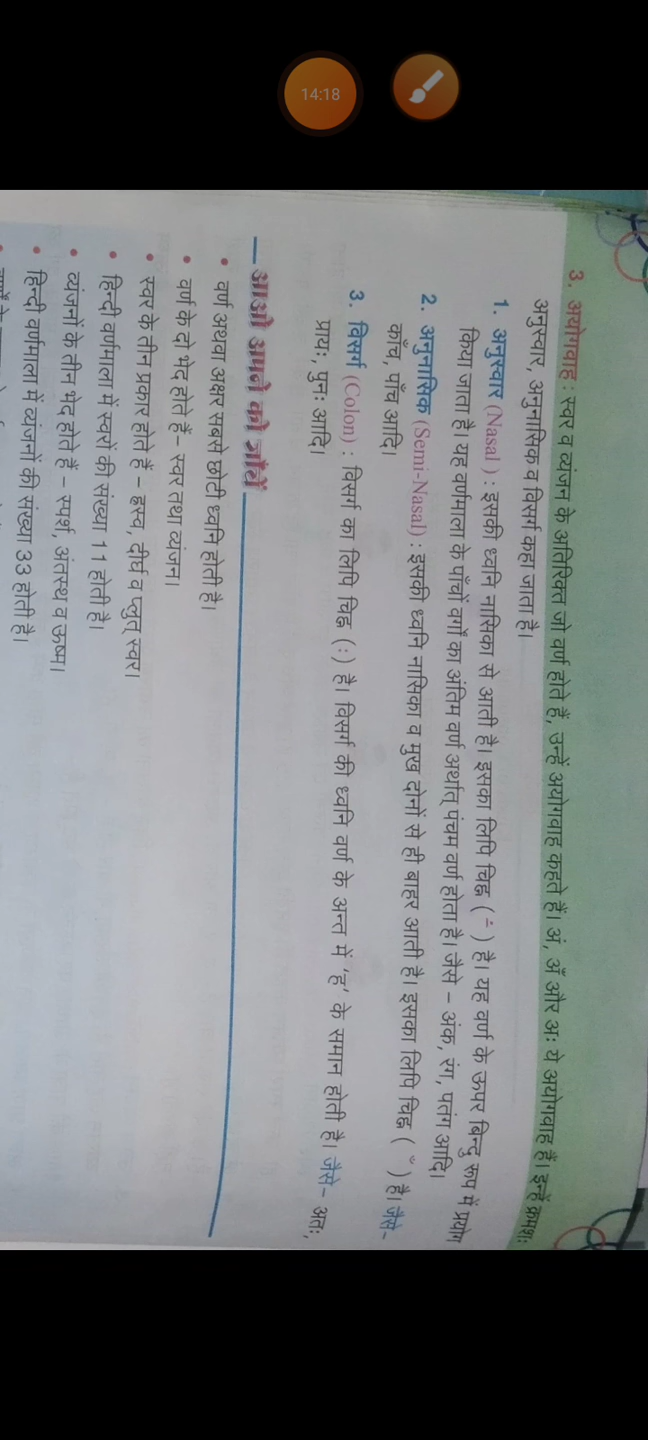 14:18
3. अयोगवाह : स्वर व व्यंजन के अतिरिक्त जो वर्ण होते हैं, उन्हें अयोगवाह कहते हैं। अं, अँ और अः ये अयोगवाह हैं। इन्हें क्रमशः
अनुस्वार, अनुनासिक व विसर्ग कहा जाता है।
1. अनुस्वार (Nasal) : इसकी ध्वनि नासिका से आती है। इसका लिपि चिह्न ( ं ) है। यह वर्ण के ऊपर बिन्दु रूप में प्रयोग
किया जाता है। यह वर्णमाला के पाँचों वर्गों का अंतिम वर्ण अर्थात् पंचम वर्ण होता है। जैसे – अंक, रंग, पतंग आदि।
2. अनुनासिक (Semi-Nasal) : इसकी ध्वनि नासिका व मुख दोनों से ही बाहर आती है। इसका लिपि चिह्न ( ँ ) है। जैसे –
काँच, पाँच आदि।
3. विसर्ग (Colon) : विसर्ग का लिपि चिह्न (ः) है। विसर्ग की ध्वनि वर्ण के अन्त में 'ह' के समान होती है। जैसे – अतः,
प्रायः, पुनः आदि।
आओ अपने को जाँचें
• वर्ण अथवा अक्षर सबसे छोटी ध्वनि होती है।
• वर्ण के दो भेद होते हैं– स्वर तथा व्यंजन।
• स्वर के तीन प्रकार होते हैं – ह्रस्व, दीर्घ व प्लुत् स्वर।
• हिन्दी वर्णमाला में स्वरों की संख्या 11 होती है।
• व्यंजनों के तीन भेद होते हैं – स्पर्श, अंतस्थ व ऊष्म।
• हिन्दी वर्णमाला में व्यंजनों की संख्या 33 होती है।